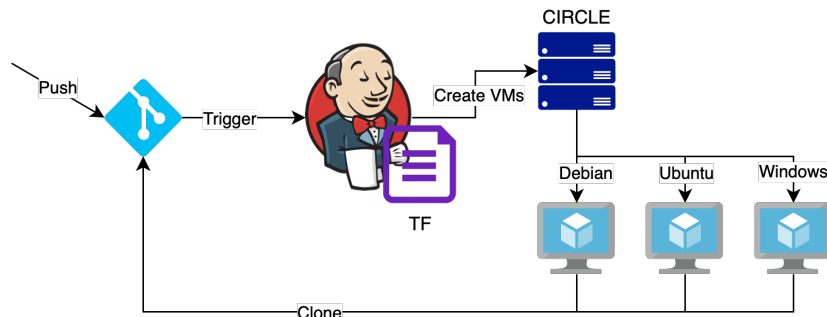 CIRCLE
Push
Create VMs
Trigger
Debian
Ubuntu
Windows
TF
Clone